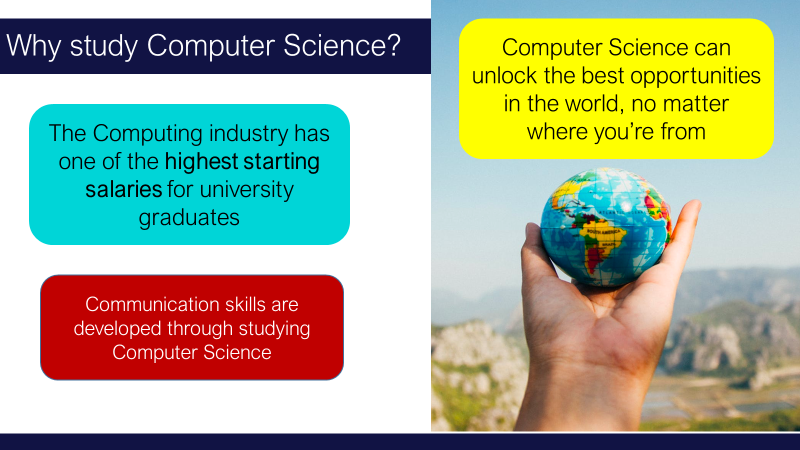 Why study Computer Science?
The Computing industry has
one of the highest starting
salaries for university
graduates
Communication skills are
developed through studying
Computer Science
Computer Science can
unlock the best opportunities
in the world, no matter
where you’re from
SOUTH AMERICA